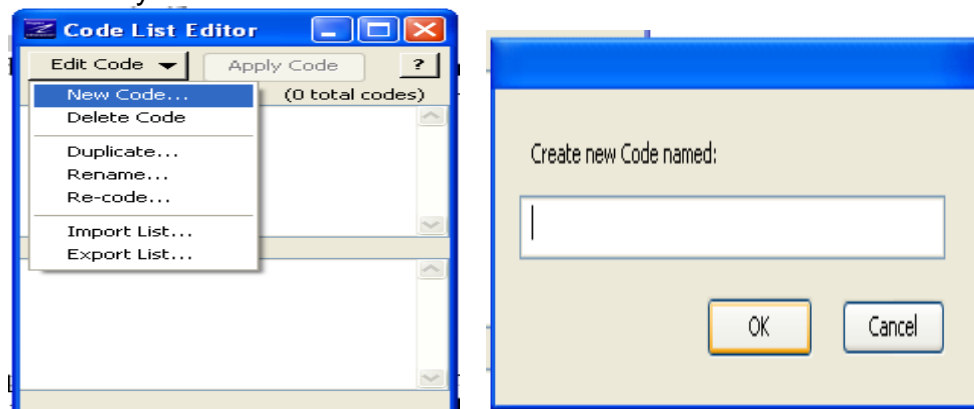 Code List Editor
Edit Code
Apply Code
?
New Code...
(0 total codes)
Delete Code
Duplicate...
Rename...
Re-code...
Import List...
Export List...
Create new Code named:
OK
Cancel